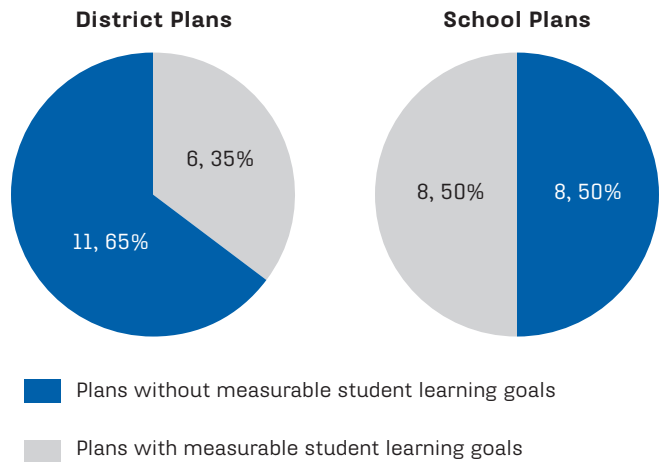 District Plans
School Plans
6, 35%
11, 65%
8, 50%
8, 50%
Plans without measurable student learning goals
Plans with measurable student learning goals